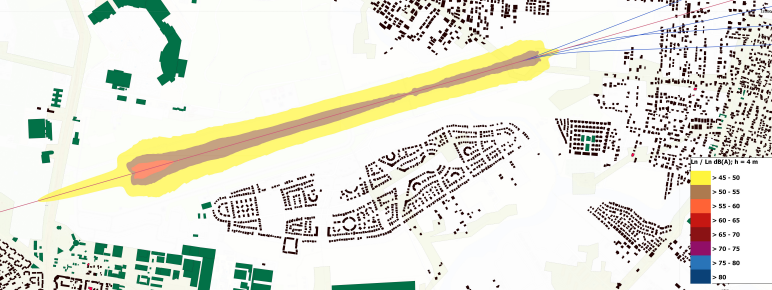 Ln / Ln dB(A); h = 4 m
> 45 - 50
> 50 - 55
> 55 - 60
> 60 - 65
> 65 - 70
> 70 - 75
> 75 - 80
> 80